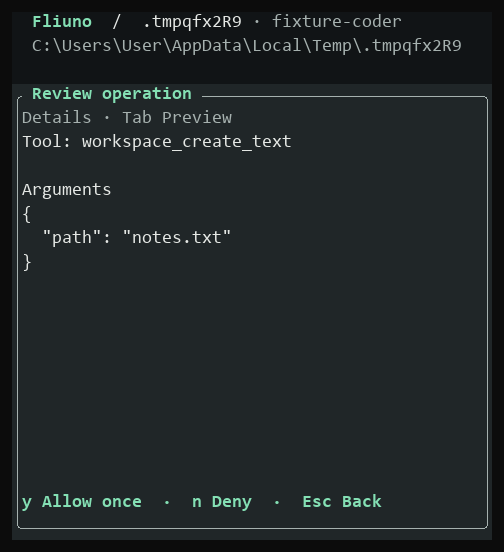 Fliuno  /  .tmpqfx2R9 · fixture-coder
C:\Users\User\AppData\Local\Temp\.tmpqfx2R9
Review operation
Details · Tab Preview
Tool: workspace_create_text
Arguments
{
  "path": "notes.txt"
}
y Allow once  ·  n Deny  ·  Esc Back